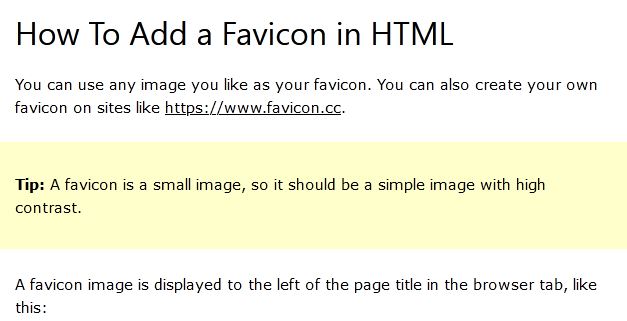 How To Add a Favicon in HTML
You can use any image you like as your favicon. You can also create your own
favicon on sites like https://www.favicon.cc.
Tip: A favicon is a small image, so it should be a simple image with high
contrast.
A favicon image is displayed to the left of the page title in the browser tab, like
this: